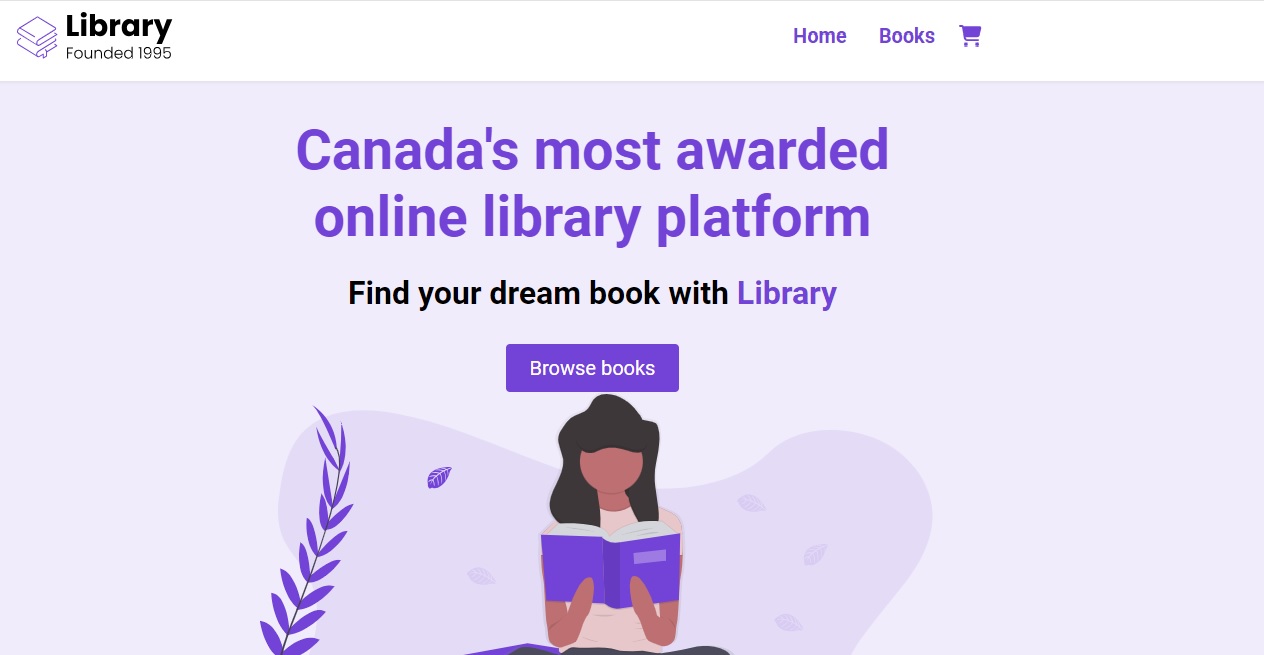 Library
Founded 1995
Home
Books
Canada's most awarded
online library platform
Find your dream book with Library
Browse books